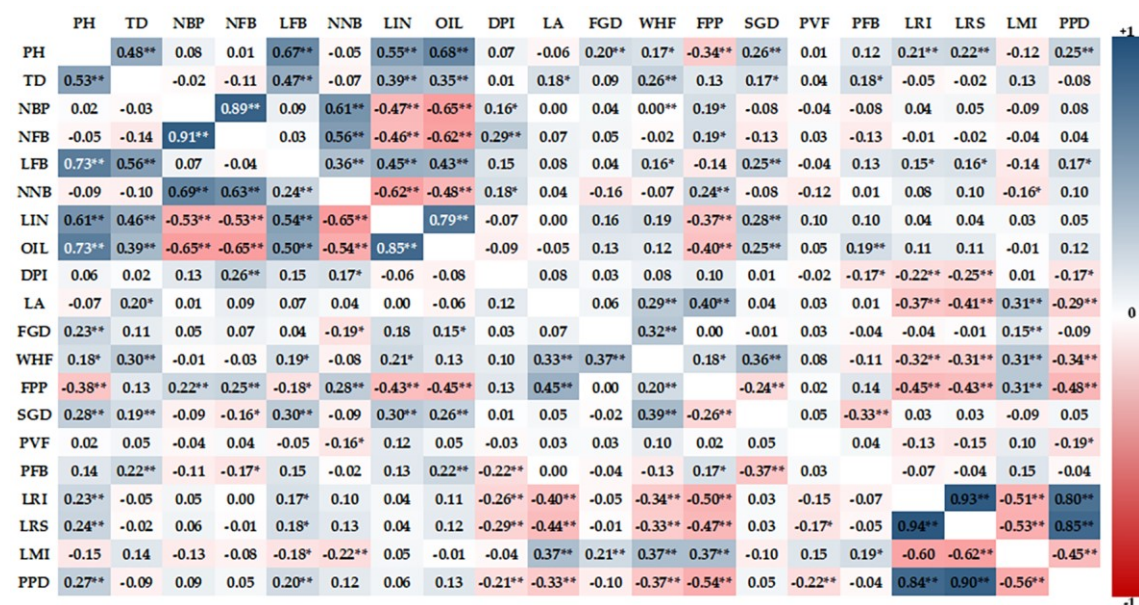 PH TD NBP NFB LFB NNB LIN OIL DPI LA FGD WHF FPP SGD PVF PFB LRI LRS LMI PPD
+1
PH 0.48** 0.08 0.01 0.67** -0.05 0.55** 0.68** 0.07 -0.06 0.20** 0.17* -0.34** 0.26** 0.01 0.12 0.21** 0.22** -0.12 0.25**
TD 0.53** -0.02 -0.11 0.47** -0.07 0.39** 0.35** 0.01 0.18* 0.09 0.26** 0.13 0.17* 0.04 0.18* -0.05 -0.02 0.13 -0.08
NBP 0.02 -0.03 0.89** 0.09 0.61** -0.47** -0.65** 0.16* 0.00 0.04 0.00** 0.19* -0.08 -0.04 -0.08 0.04 0.05 -0.09 0.08
NFB -0.05 -0.14 0.91** 0.03 0.56** -0.46** -0.62** 0.29** 0.07 0.05 -0.02 0.19* -0.13 0.03 -0.13 -0.01 -0.02 -0.04 0.04
LFB 0.73** 0.56** 0.07 -0.04 0.36** 0.45** 0.43** 0.15 0.08 0.04 0.16* -0.14 0.25** -0.04 0.13 0.15* 0.16* -0.14 0.17*
NNB -0.09 -0.10 0.69** 0.63** 0.24** -0.62** -0.48** 0.18* 0.04 -0.16 -0.07 0.24** -0.08 -0.12 0.01 0.08 0.10 -0.16* 0.10
LIN 0.61** 0.46** -0.53** -0.53** 0.54** -0.65** 0.79** -0.07 0.00 0.16 0.19 -0.37** 0.28** 0.10 0.10 0.04 0.04 0.03 0.05
OIL 0.73** 0.39** -0.65** -0.65** 0.50** -0.54** 0.85** -0.09 -0.05 0.13 0.12 -0.40** 0.25** 0.05 0.19** 0.11 0.11 -0.01 0.12
DPI 0.06 0.02 0.13 0.26** 0.15 0.17* -0.06 -0.08 0.08 0.03 0.08 0.10 0.01 -0.02 -0.17* -0.22** -0.25** 0.01 -0.17*
LA -0.07 0.20* 0.01 0.09 0.07 0.04 0.00 -0.06 0.12 0.06 0.29** 0.40** 0.04 0.03 0.01 -0.37** -0.41** 0.31** -0.29**
0
FGD 0.23** 0.11 0.05 0.07 0.04 -0.19* 0.18 0.15* 0.03 0.07 0.32** 0.00 -0.01 0.03 -0.04 -0.04 -0.01 0.15** -0.09
WHF 0.18* 0.30** -0.01 -0.03 0.19* -0.08 0.21* 0.13 0.10 0.33** 0.37** 0.18* 0.36** 0.08 -0.11 -0.32** -0.31** 0.31** -0.34**
FPP -0.38** 0.13 0.22** 0.25** -0.18* 0.28** -0.43** -0.45** 0.13 0.45** 0.00 0.20** -0.24** 0.02 0.14 -0.45** -0.43** 0.31** -0.48**
SGD 0.28** 0.19** -0.09 -0.16* 0.30** -0.09 0.30** 0.26** 0.01 0.05 -0.02 0.39** -0.26** 0.05 -0.33** 0.03 0.03 -0.09 0.05
PVF 0.02 0.05 -0.04 0.04 -0.05 -0.16* 0.12 0.05 -0.03 0.03 0.03 0.10 0.02 0.05 0.04 -0.13 -0.15 0.10 -0.19*
PFB 0.14 0.22** -0.11 -0.17* 0.15 -0.02 0.13 0.22** -0.22** 0.00 -0.04 -0.13 0.17* -0.37** 0.03 -0.07 -0.04 0.15 -0.04
LRI 0.23** -0.05 0.05 0.00 0.17* 0.10 0.04 0.11 -0.26** -0.40** -0.05 -0.34** -0.50** 0.03 -0.15 -0.07 0.93** -0.51** 0.80**
LRS 0.24** -0.02 0.06 -0.01 0.18* 0.13 0.04 0.12 -0.29** -0.44** -0.01 -0.33** -0.47** 0.03 -0.17* -0.05 0.94** -0.53** 0.85**
LMI -0.15 0.14 -0.13 -0.08 -0.18* -0.22** 0.05 -0.01 -0.04 0.37** 0.21** 0.37** 0.37** -0.10 0.15 0.19* -0.60 -0.62** -0.45**
PPD 0.27** -0.09 0.09 0.05 0.20** 0.12 0.06 0.13 -0.21** -0.33** -0.10 -0.37** -0.54** 0.05 -0.22** -0.04 0.84** 0.90** -0.56**
-1